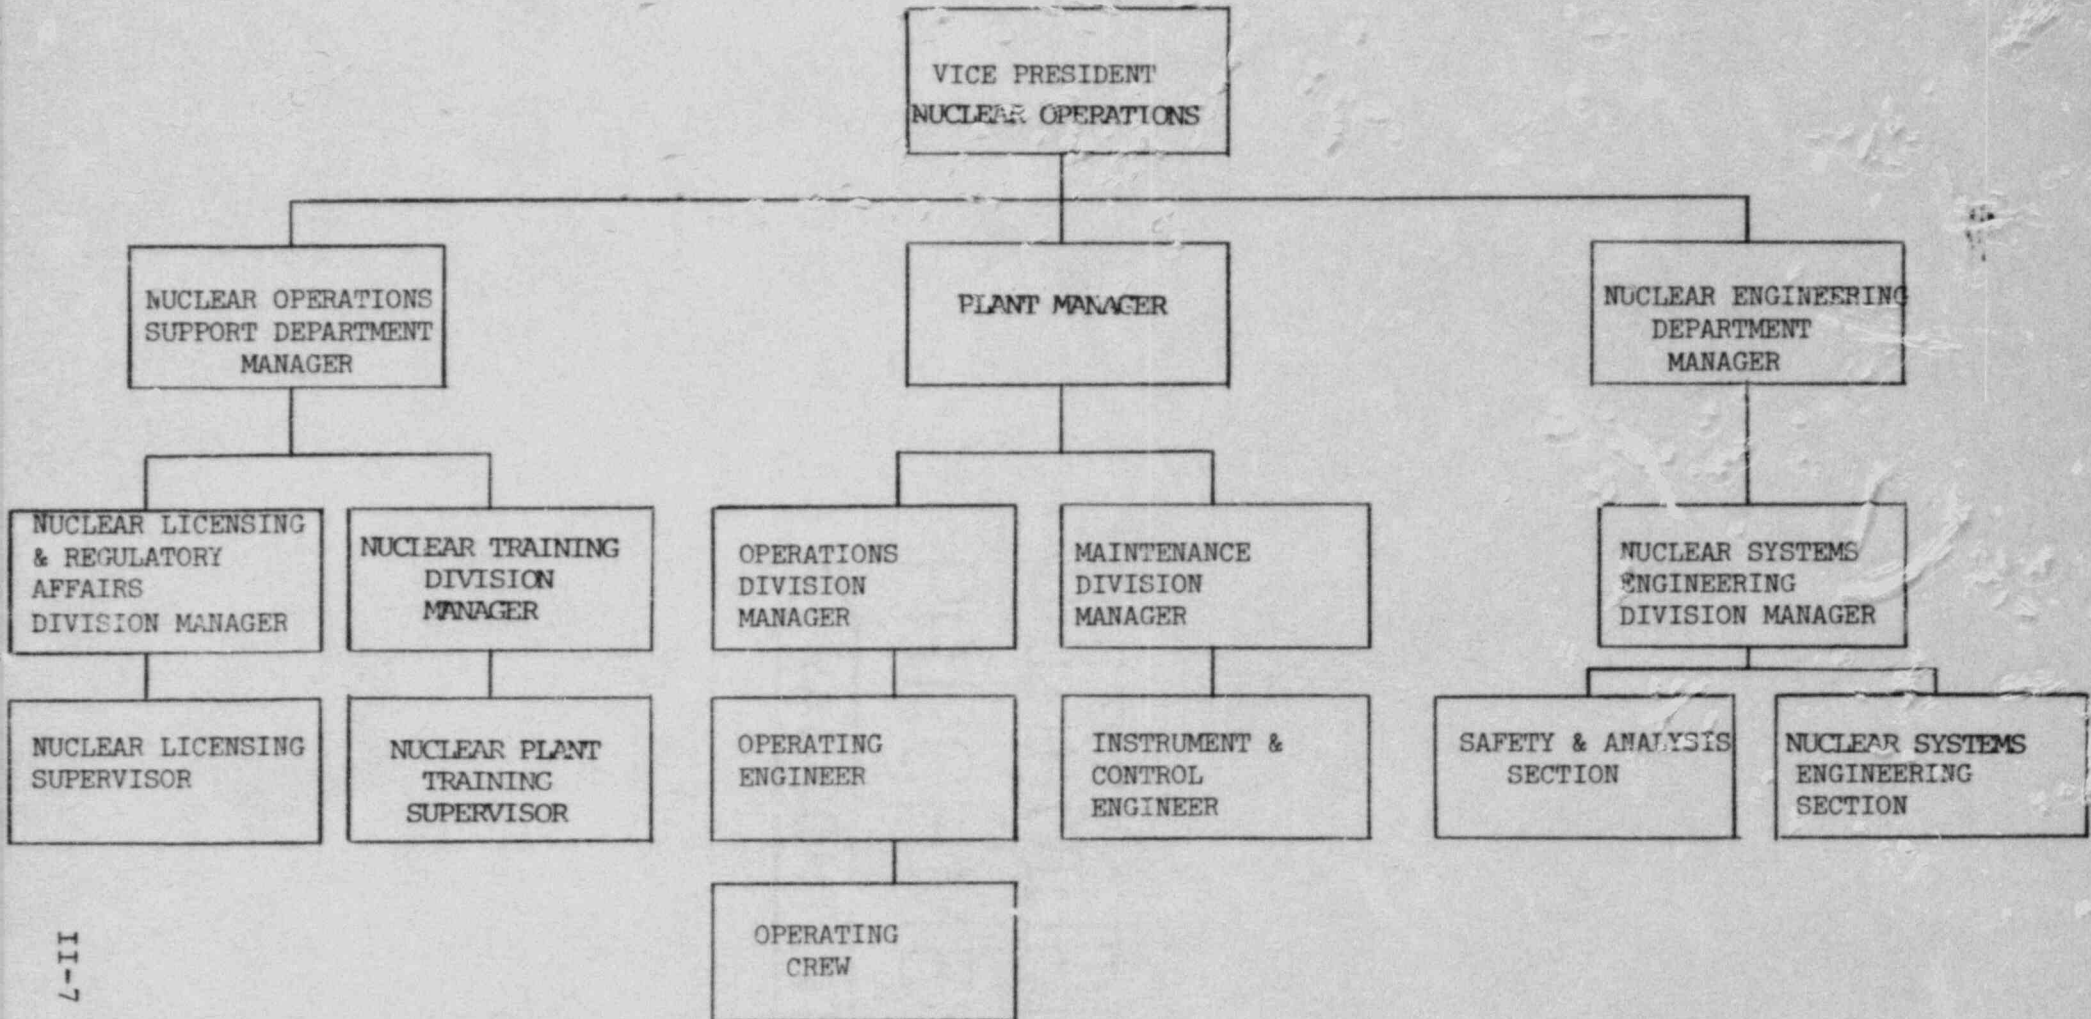 VICE PRESIDENT
NUCLEAR OPERATIONS
NUCLEAR OPERATIONS
SUPPORT DEPARTMENT
MANAGER
PLANT MANAGER
NUCLEAR ENGINEERING
DEPARTMENT
MANAGER
NUCLEAR LICENSING
& REGULATORY
AFFAIRS
DIVISION MANAGER
NUCLEAR TRAINING
DIVISION
MANAGER
OPERATIONS
DIVISION
MANAGER
MAINTENANCE
DIVISION
MANAGER
NUCLEAR SYSTEMS
ENGINEERING
DIVISION MANAGER
NUCLEAR LICENSING
SUPERVISOR
NUCLEAR PLANT
TRAINING
SUPERVISOR
OPERATING
ENGINEER
INSTRUMENT &
CONTROL
ENGINEER
SAFETY & ANALYSIS
SECTION
NUCLEAR SYSTEMS
ENGINEERING
SECTION
OPERATING
CREW
II-7